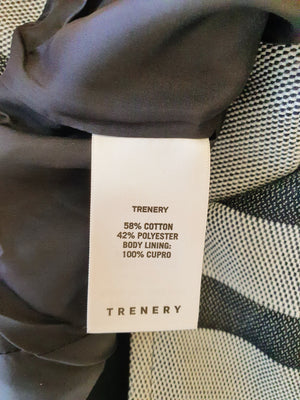 TRENERY
58% COTTON
42% POLYESTER
BODY LINING:
100% CUPRO
TRENERY